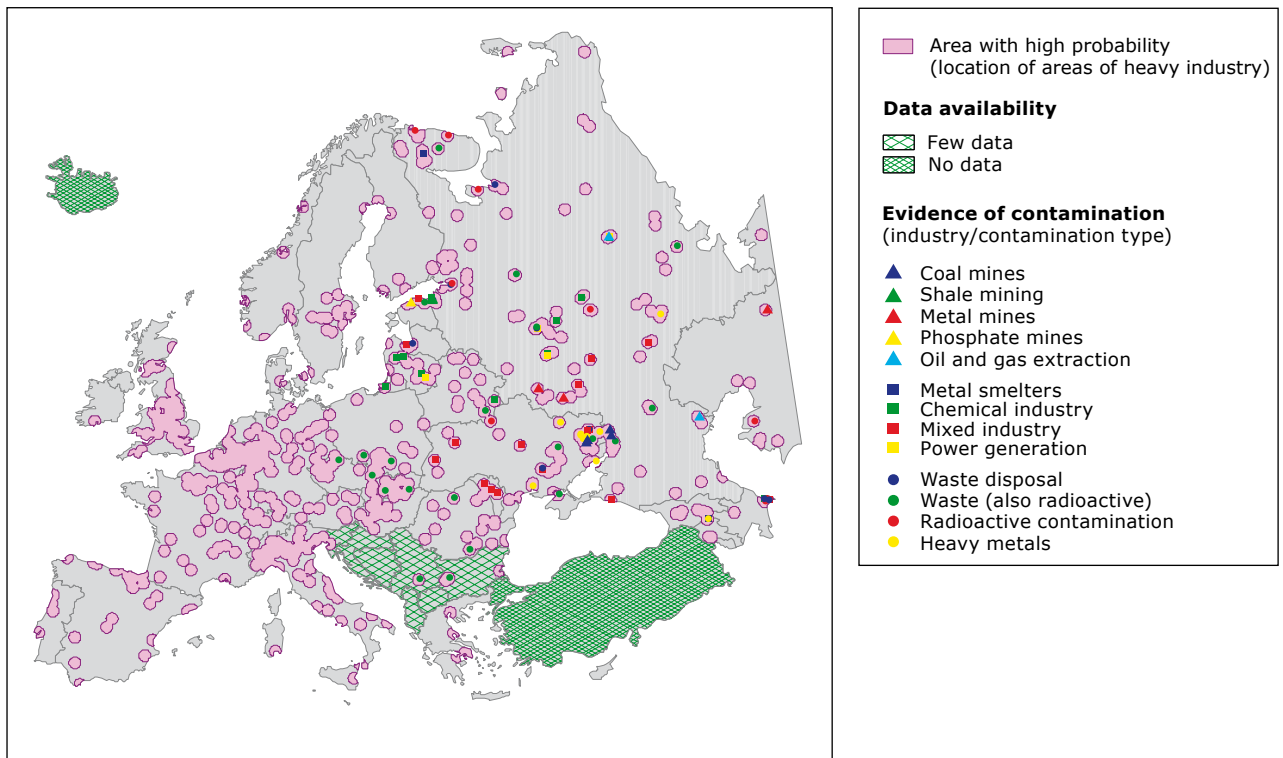 Area with high probability
(location of areas of heavy industry)
Data availability
Few data
No data
Evidence of contamination
(industry/contamination type)
Coal mines
Shale mining
Metal mines
Phosphate mines
Oil and gas extraction
Metal smelters
Chemical industry
Mixed industry
Power generation
Waste disposal
Waste (also radioactive)
Radioactive contamination
Heavy metals